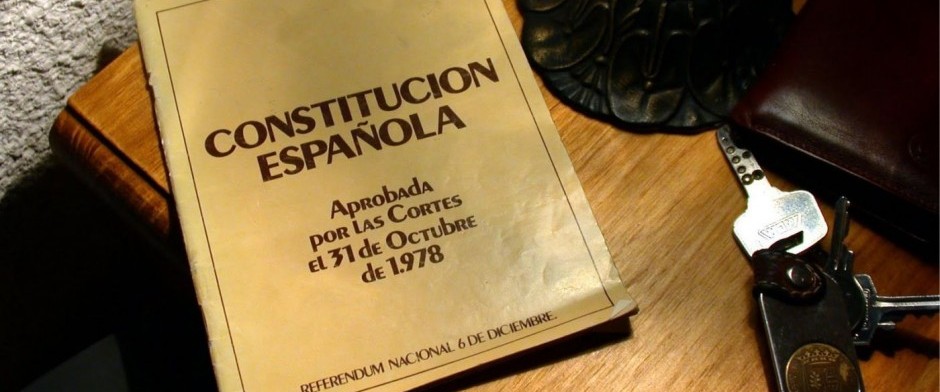 CONSTITUCION
ESPAÑOLA
Aprobada
por las Cortes
el 31 de Octubre
de 1.978
REFERENDUM NACIONAL 6 DE DICIEMBRE.